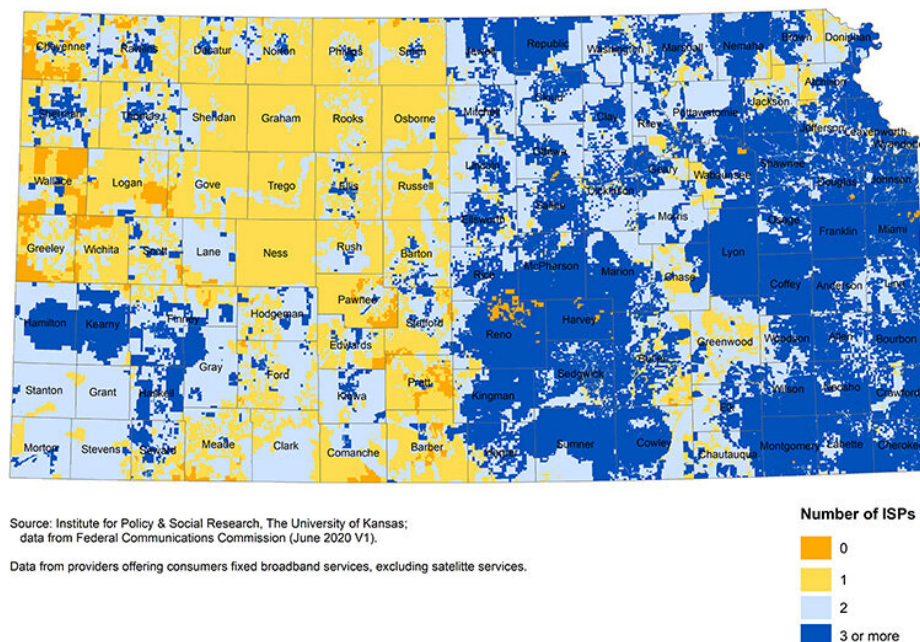 Cheyenne Rawlins Decatur Norton Phillips Smith Jewell Republic Washington Marshall Nemaha Brown Doniphan
Atchison
Sherman Thomas Sheridan Graham Rooks Osborne Mitchell Cloud Clay Riley Pottawatomie Jackson
Jefferson Leavenworth
Wyandotte
Wallace Logan Gove Trego Ellis Russell Lincoln Ottawa Dickinson Geary Wabaunsee Shawnee Douglas Johnson
Saline
Greeley Wichita Scott Lane Ness Rush Barton Ellsworth McPherson Marion Morris Chase Lyon Osage Franklin Miami
Rice
Coffey Anderson Linn
Hamilton Kearny Finney Hodgeman Pawnee Stafford Reno Harvey
Edwards
Gray Ford Pratt Kingman Sedgwick Butler Greenwood Woodson Allen Bourbon
Stanton Grant Haskell Kiowa Elk Wilson Neosho Crawford
Morton Stevens Seward Meade Clark Comanche Barber Harper Sumner Cowley Chautauqua Montgomery Labette Cherokee
Source: Institute for Policy & Social Research, The University of Kansas;
data from Federal Communications Commission (June 2020 V1).
Data from providers offering consumers fixed broadband services, excluding satelitte services.
Number of ISPs
0
1
2
3 or more